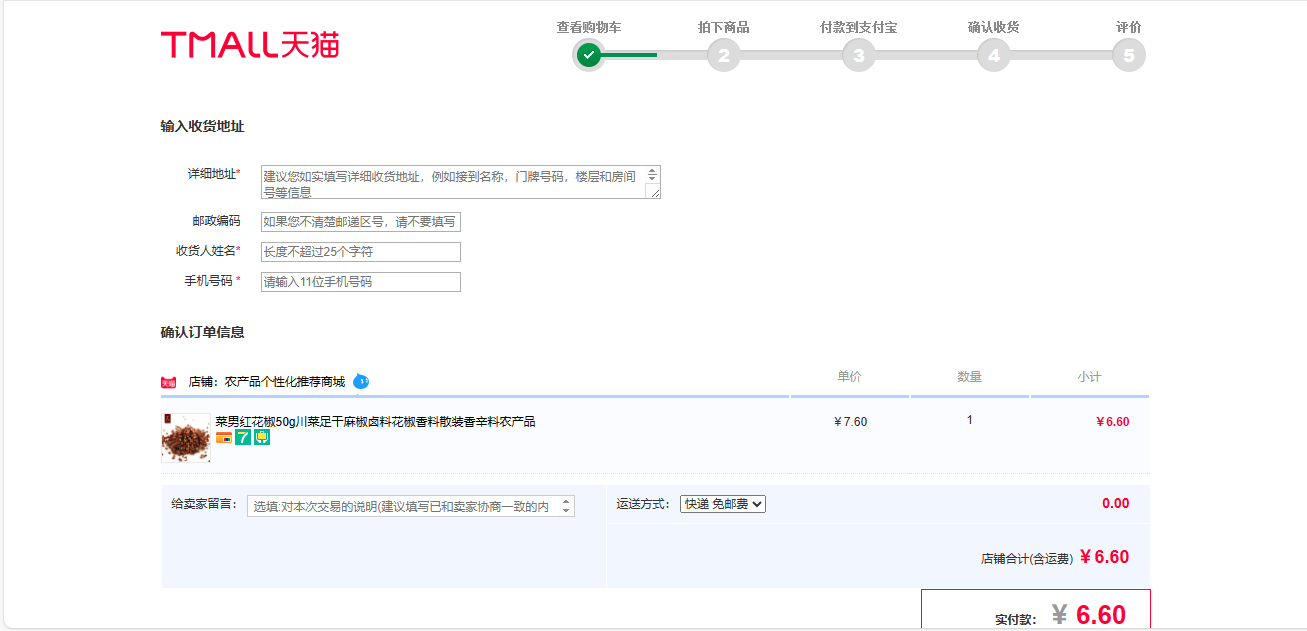 TMALL天猫
查看购物车 拍下商品 付款到支付宝 确认收货 评价
2 3 4 5
输入收货地址
详细地址* 建议您如实填写详细收货地址，例如接到名称，门牌号码，楼层和房间
号等信息
邮政编码 如果您不清楚邮递区号，请不要填写
收货人姓名* 长度不超过25个字符
手机号码 * 请输入11位手机号码
确认订单信息
天猫 店铺：农产品个性化推荐商城 单价 数量 小计
菜男红花椒50g川菜足干麻椒卤料花椒香料散装香辛料农产品 ￥7.60 1 ￥6.60
7
给卖家留言： 选填:对本次交易的说明(建议填写已和卖家协商一致的内 运送方式： 快递 免邮费 0.00
店铺合计(含运费) ￥6.60
实付款： ￥ 6.60